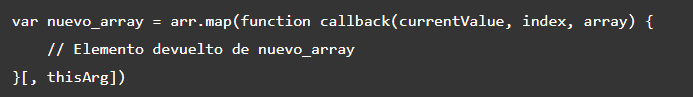 var nuevo_array = arr.map(function callback(currentValue, index, array) {
    // Elemento devuelto de nuevo_array
}[, thisArg])